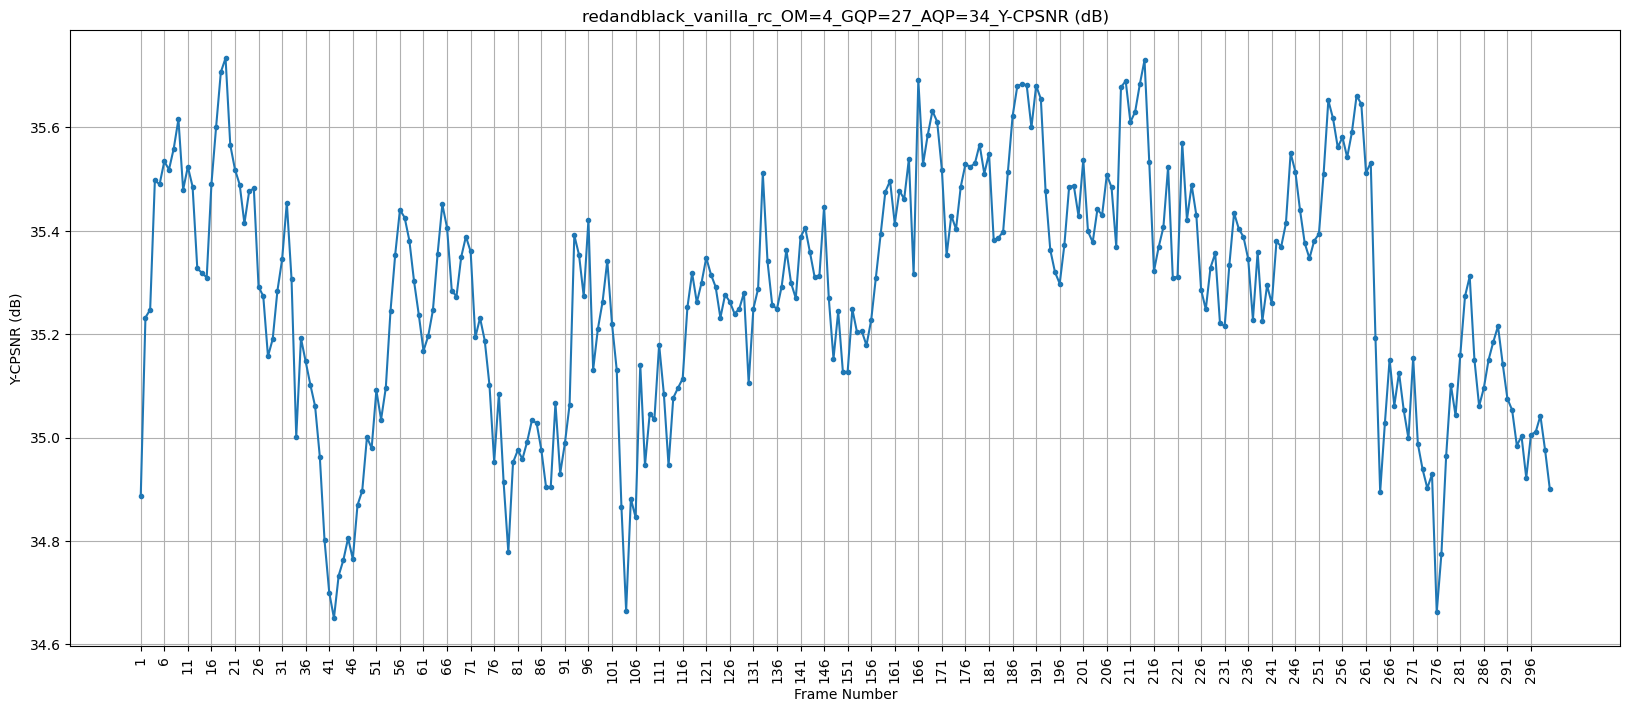 redandblack_vanilla_rc_OM=4_GQP=27_AQP=34_Y-CPSNR (dB)
Y-CPSNR (dB)
35.6
35.4
35.2
35.0
34.8
34.6
1 6 11 16 21 26 31 36 41 46 51 56 61 66 71 76 81 86 91 96 101 106 111 116 121 126 131 136 141 146 151 156 161 166 171 176 181 186 191 196 201 206 211 216 221 226 231 236 241 246 251 256 261 266 271 276 281 286 291 296
Frame Number